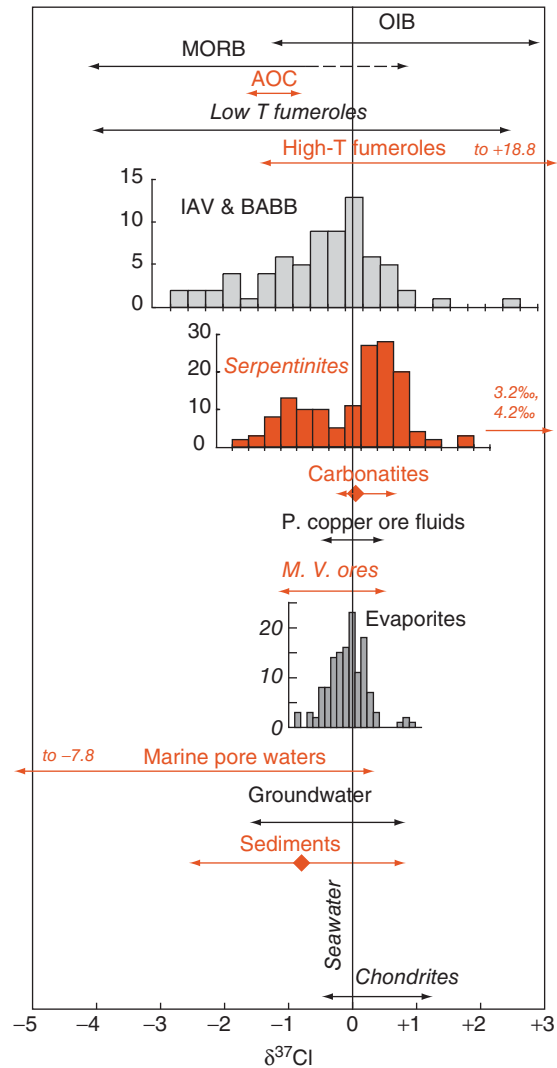 OIB
MORB
AOC
Low T fumeroles
High-T fumeroles to +18.8
15
10
5
0
IAV & BABB
30
20
10
0
Serpentinites
3.2‰,
4.2‰
Carbonatites
P. copper ore fluids
M. V. ores
20
10
0
Evaporites
to –7.8 Marine pore waters
Groundwater
Sediments
Seawater
Chondrites
–5 –4 –3 –2 –1 0 +1 +2 +3
δ³⁷Cl